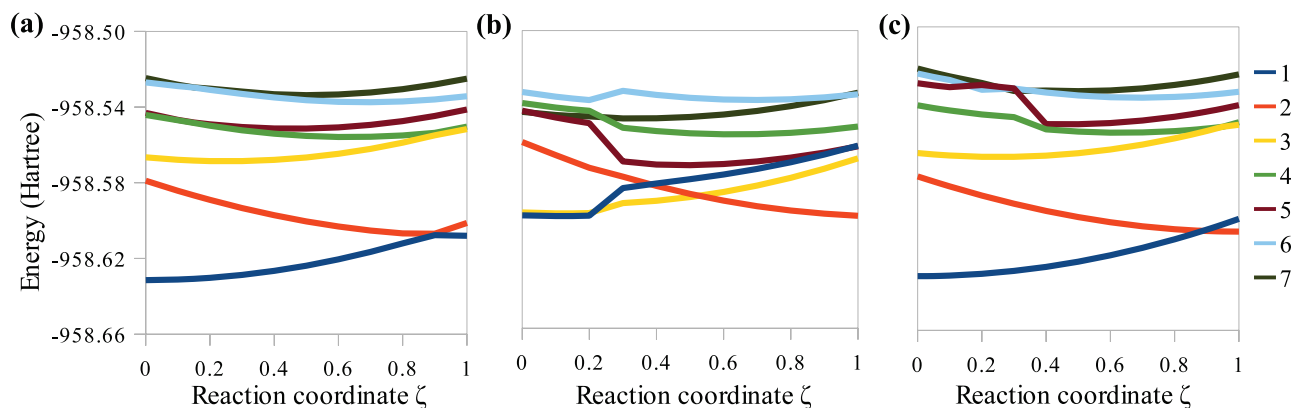 (a) (b) (c)
-958.50
-958.54
-958.58
-958.62
-958.66
Energy (Hartree)
0 0.2 0.4 0.6 0.8 1
0 0.2 0.4 0.6 0.8 1
0 0.2 0.4 0.6 0.8 1
Reaction coordinate ζ
Reaction coordinate ζ
Reaction coordinate ζ
1
2
3
4
5
6
7